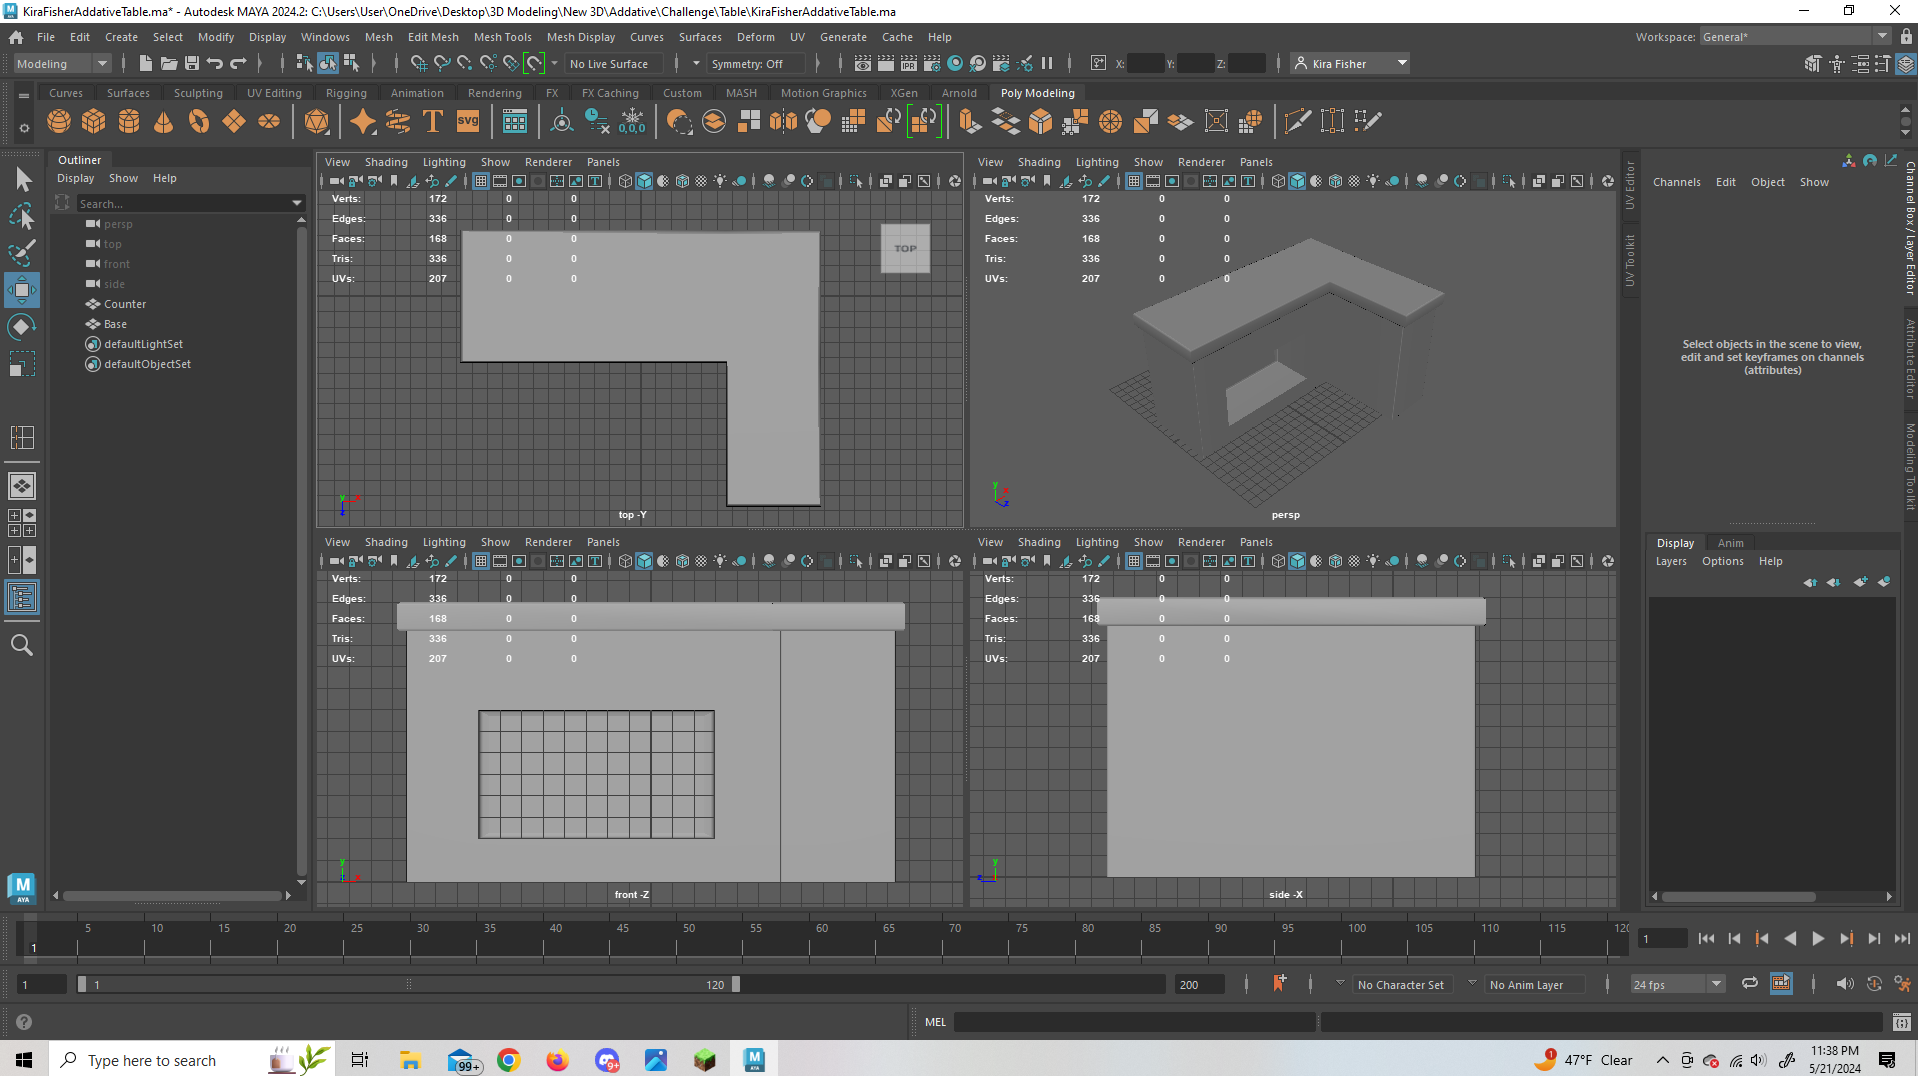 KiraFisherAddativeTable.ma* - Autodesk MAYA 2024.2: C:\Users\User\OneDrive\Desktop\3D Modeling\New 3D\Addative\Challenge\Table\KiraFisherAddativeTable.ma
File Edit Create Select Modify Display Windows Mesh Edit Mesh Mesh Tools Mesh Display Curves Surfaces Deform UV Generate Cache Help
Workspace: General*
Modeling No Live Surface Symmetry: Off X: Y: Z: Kira Fisher
Curves Surfaces Sculpting UV Editing Rigging Animation Rendering FX FX Caching Custom MASH Motion Graphics XGen Arnold Poly Modeling
Outliner
Display Show Help
Search...
persp
top
front
side
Counter
Base
defaultLightSet
defaultObjectSet
View Shading Lighting Show Renderer Panels
Verts: 172 0 0
Edges: 336 0 0
Faces: 168 0 0
Tris: 336 0 0
UVs: 207 0 0
TOP
top -Y
View Shading Lighting Show Renderer Panels
Verts: 172 0 0
Edges: 336 0 0
Faces: 168 0 0
Tris: 336 0 0
UVs: 207 0 0
persp
View Shading Lighting Show Renderer Panels
Verts: 172 0 0
Edges: 336 0 0
Faces: 168 0 0
Tris: 336 0 0
UVs: 207 0 0
front -Z
View Shading Lighting Show Renderer Panels
Verts: 172 0 0
Edges: 336 0 0
Faces: 168 0 0
Tris: 336 0 0
UVs: 207 0 0
side -X
UV Editor
UV Toolkit
Channels Edit Object Show
Select objects in the scene to view,
edit and set keyframes on channels
(attributes)
Display Anim
Layers Options Help
Channel Box / Layer Editor
Attribute Editor
Modeling Toolkit
5 10 15 20 25 30 35 40 45 50 55 60 65 70 75 80 85 90 95 100 105 110 115 120
1
1
1 1 120 200 No Character Set No Anim Layer 24 fps
MEL
Type here to search
99+
9+
1
47°F Clear
11:38 PM
5/21/2024